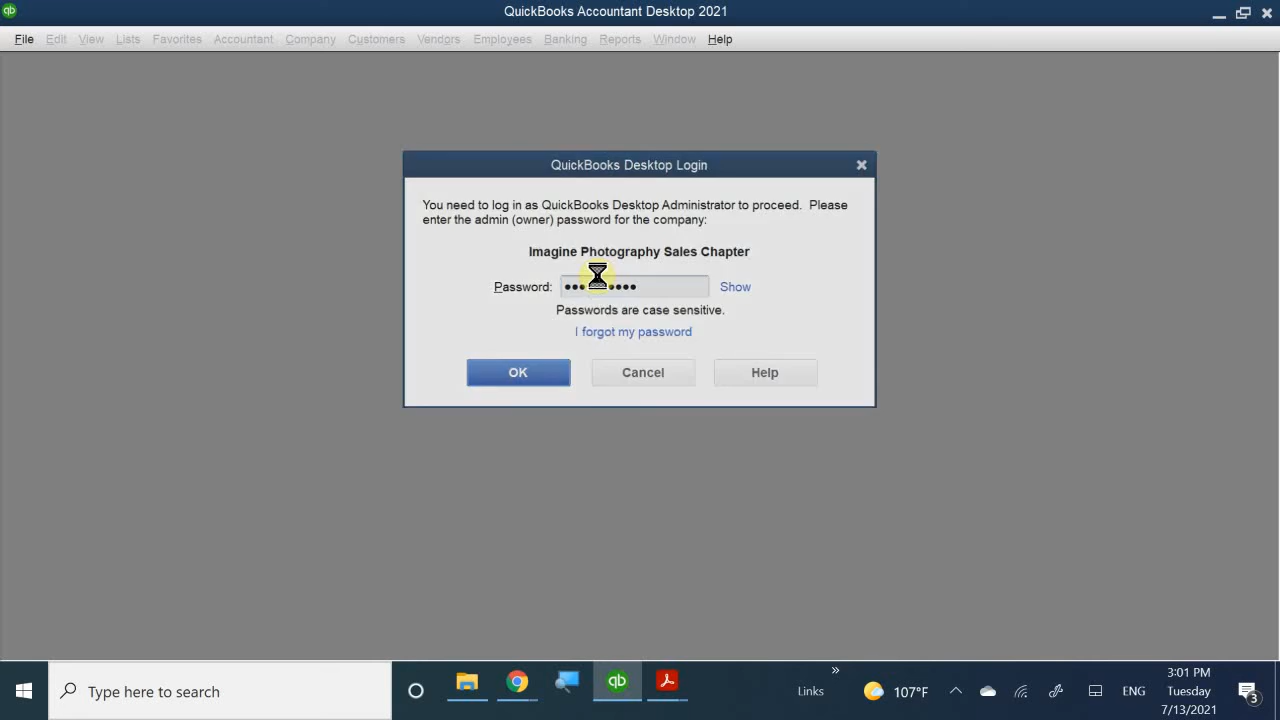 qb
QuickBooks Accountant Desktop 2021
File Edit View Lists Favorites Accountant Company Customers Vendors Employees Banking Reports Window Help
QuickBooks Desktop Login
You need to log in as QuickBooks Desktop Administrator to proceed. Please
enter the admin (owner) password for the company:
Imagine Photography Sales Chapter
Password: Show
Passwords are case sensitive.
I forgot my password
OK Cancel Help
Type here to search
qb
Links
107°F
ENG
3:01 PM
Tuesday
7/13/2021
3